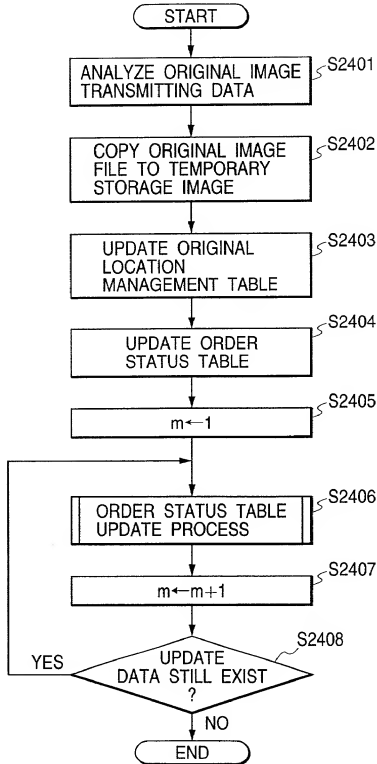 START
S2401
ANALYZE ORIGINAL IMAGE
TRANSMITTING DATA
S2402
COPY ORIGINAL IMAGE
FILE TO TEMPORARY
STORAGE IMAGE
S2403
UPDATE ORIGINAL
LOCATION
MANAGEMENT TABLE
S2404
UPDATE ORDER
STATUS TABLE
S2405
m←1
S2406
ORDER STATUS TABLE
UPDATE PROCESS
S2407
m←m+1
S2408
UPDATE
DATA STILL EXIST
?
YES
NO
END